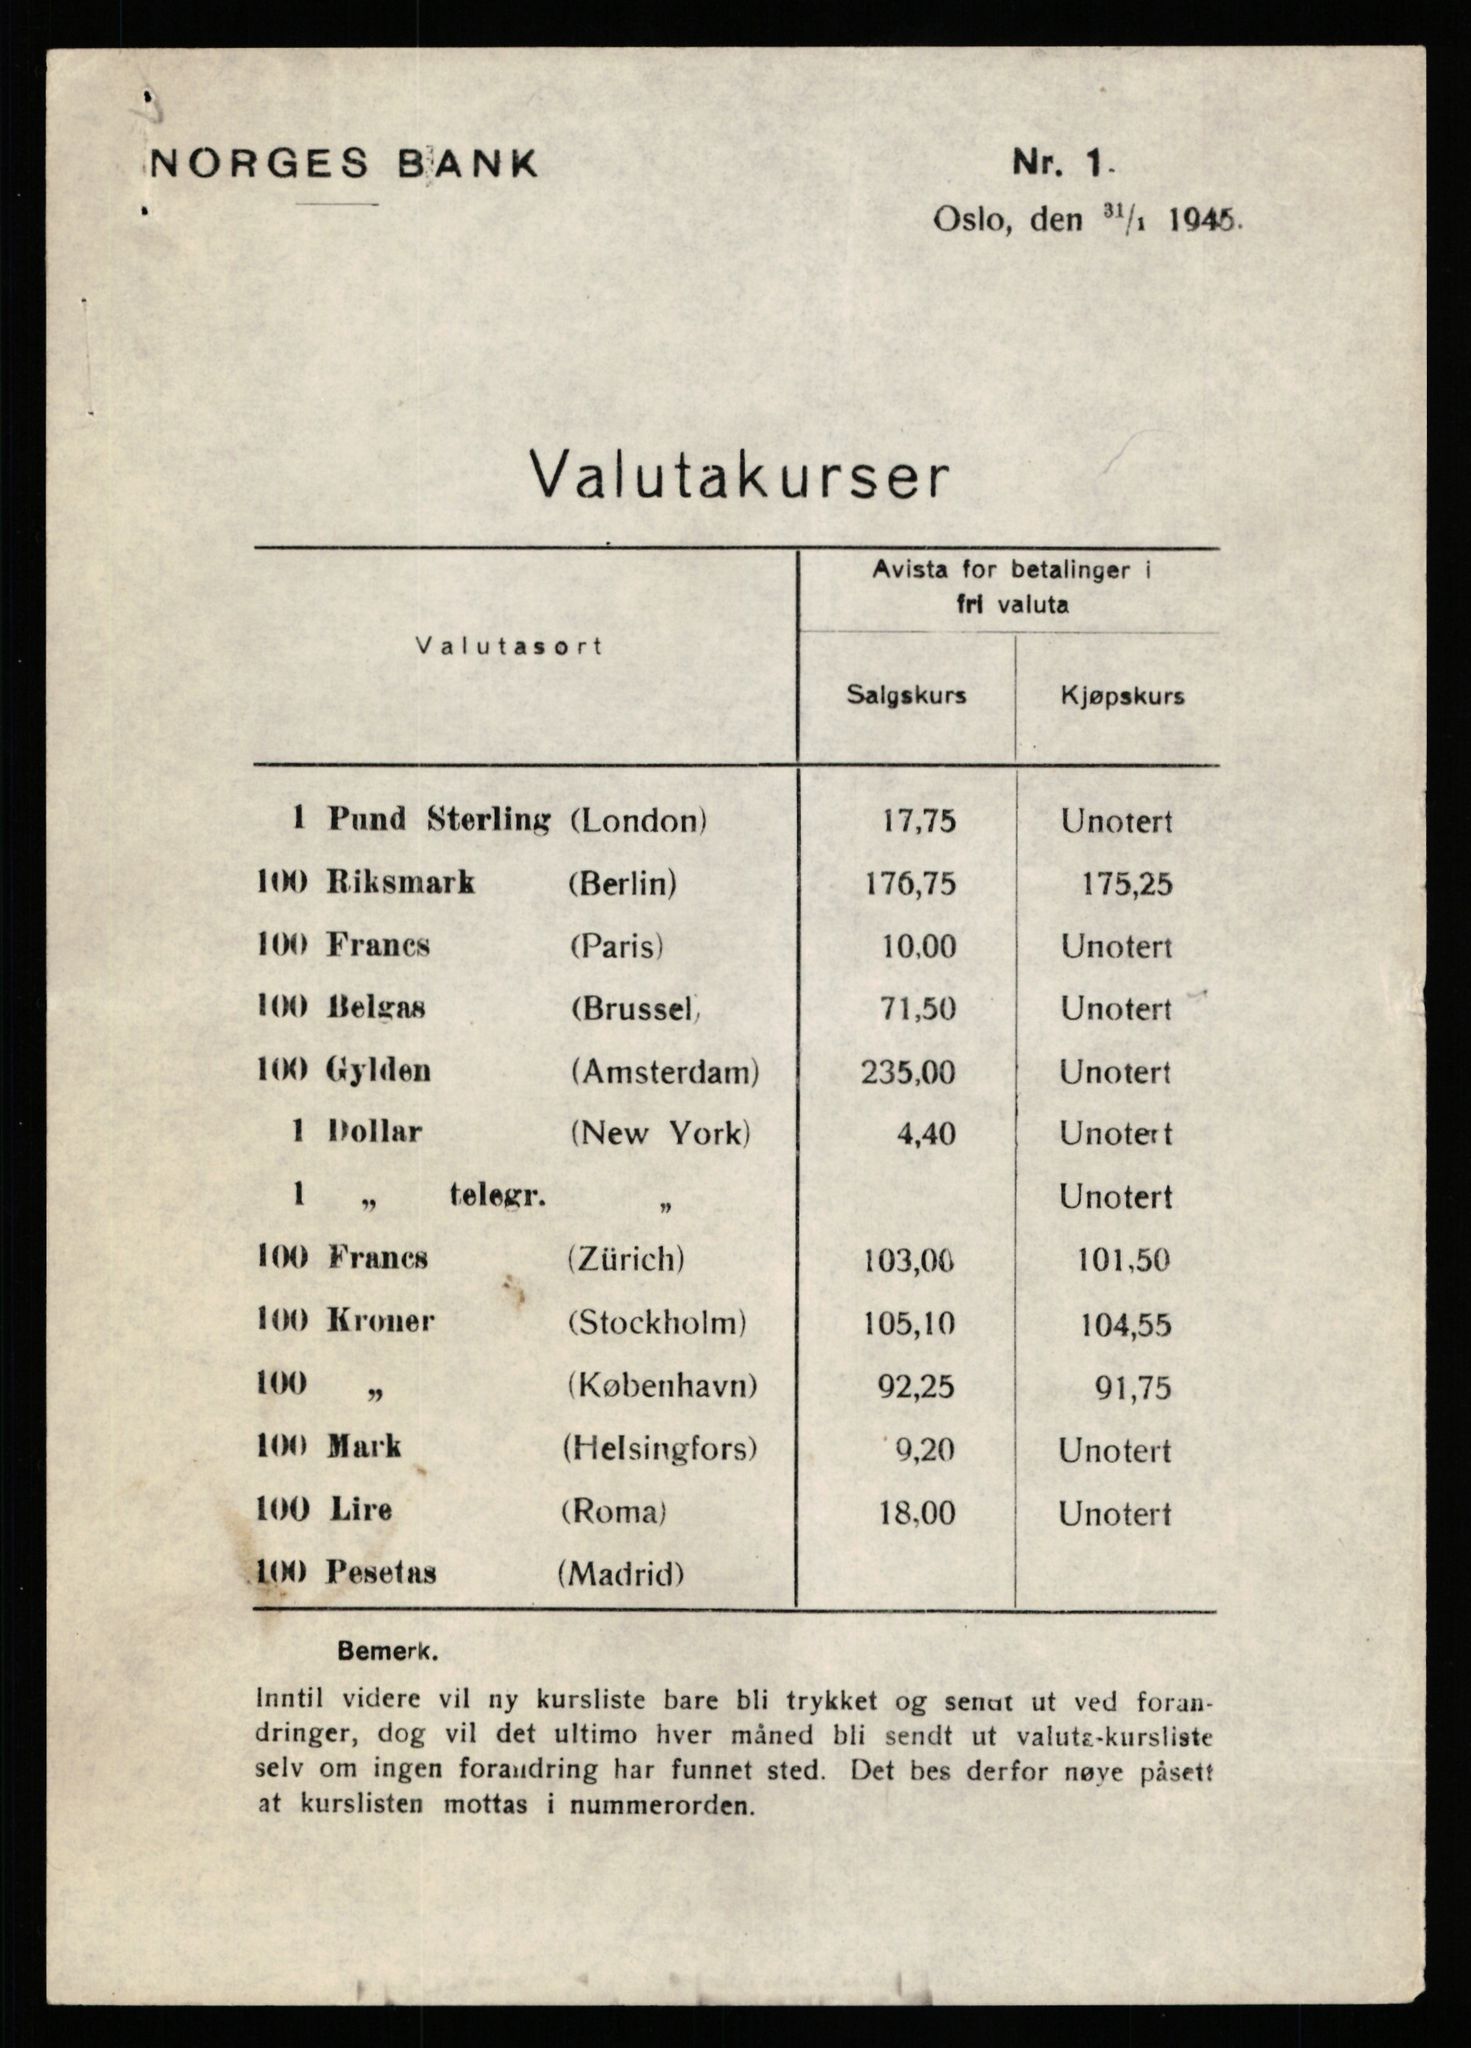 NORGES BANK
Nr. 1.
Oslo, den 31/1 1945.
Valutakurser
Valutasort
Avista for betalinger i
fri valuta
Salgskurs Kjøpskurs
1 Pund Sterling (London) 17,75 Unotert
100 Riksmark (Berlin) 176,75 175,25
100 Francs (Paris) 10,00 Unotert
100 Belgas (Brussel) 71,50 Unotert
100 Gylden (Amsterdam) 235,00 Unotert
1 Dollar (New York) 4,40 Unotert
1 „ telegr. „ Unotert
100 Francs (Zürich) 103,00 101,50
100 Kroner (Stockholm) 105,10 104,55
100 „ (København) 92,25 91,75
100 Mark (Helsingfors) 9,20 Unotert
100 Lire (Roma) 18,00 Unotert
100 Pesetas (Madrid)
Bemerk.
Inntil videre vil ny kursliste bare bli trykket og sendt ut ved foran-
dringer, dog vil det ultimo hver måned bli sendt ut valuta-kursliste
selv om ingen forandring har funnet sted. Det bes derfor nøye påsett
at kurslisten mottas i nummerorden.